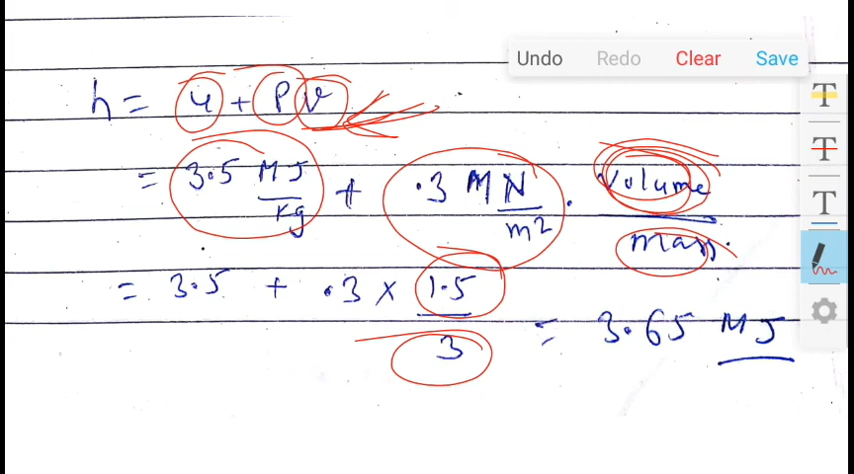 Undo Redo Clear Save
h = u + P v
= 3.5 MJ/kg + .3 MN/m² · Volume/mass
= 3.5 + .3 × 1.5/3 = 3.65 MJ
T
T
T